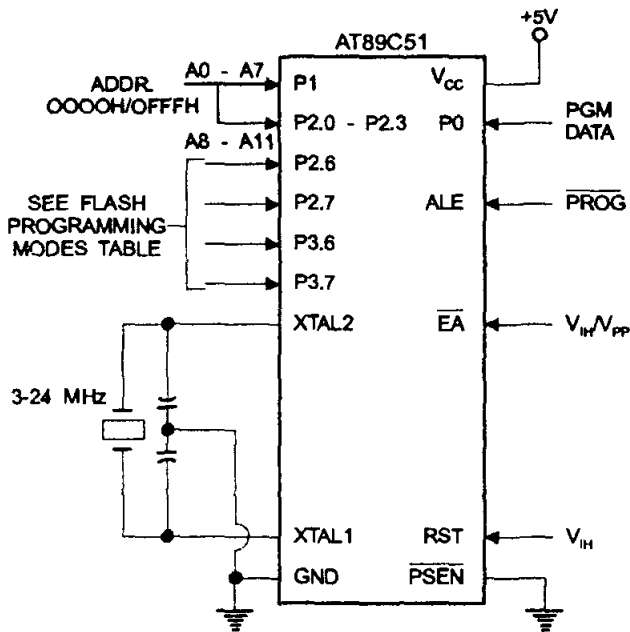 +5V
AT89C51
A0 - A7
ADDR.
OOOOH/OFFFH
P1
VCC
P2.0 - P2.3
P0
PGM
DATA
A8 - A11
P2.6
SEE FLASH
PROGRAMMING
MODES TABLE
P2.7
ALE
PROG
P3.6
P3.7
XTAL2
EA
VIH/VPP
3-24 MHz
XTAL1
RST
VIH
GND
PSEN